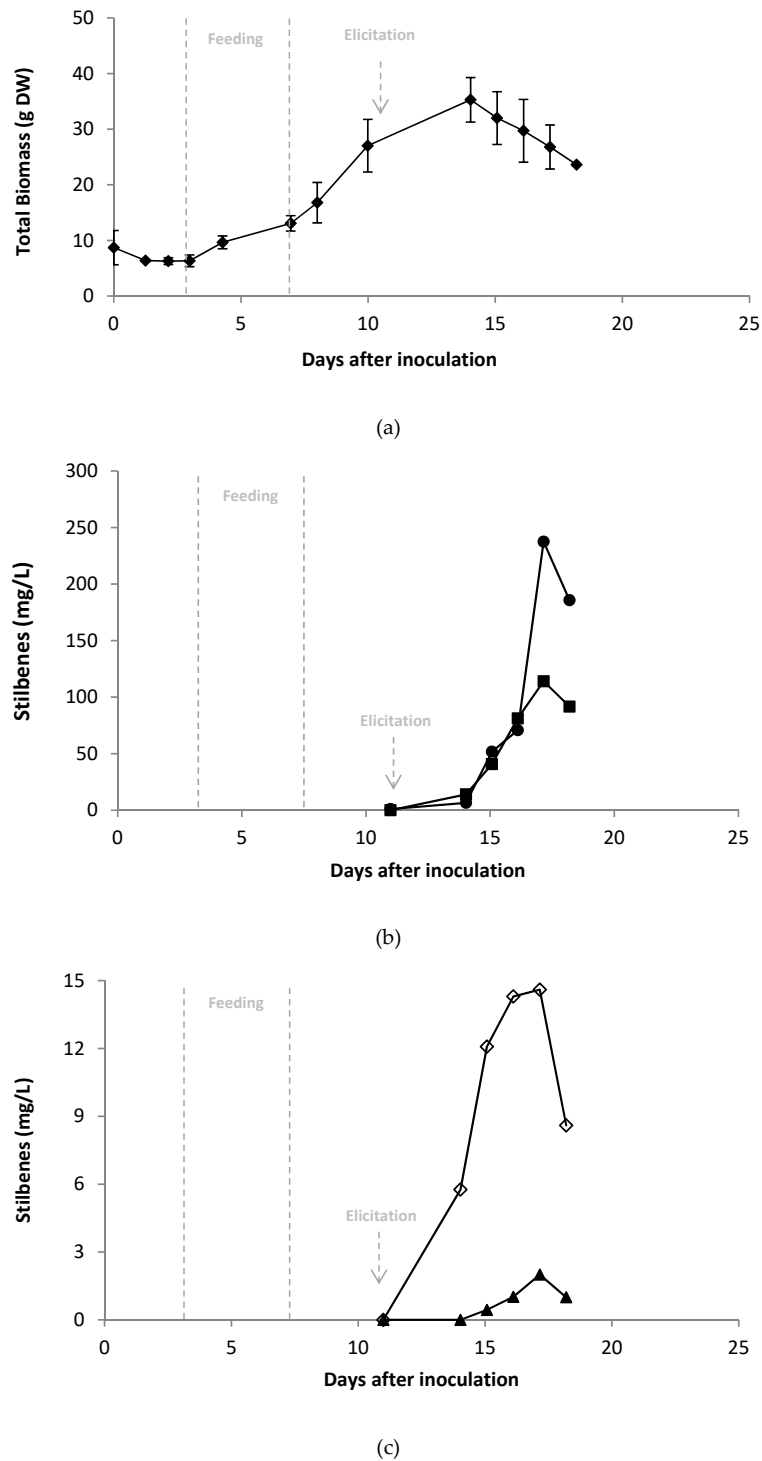 50
40
30
20
10
0
Total Biomass (g DW)
Feeding
Elicitation
0 5 10 15 20 25
Days after inoculation
(a)
300
250
200
150
100
50
0
Stilbenes (mg/L)
Feeding
Elicitation
0 5 10 15 20 25
Days after inoculation
(b)
15
12
9
6
3
0
Stilbenes (mg/L)
Feeding
Elicitation
0 5 10 15 20 25
Days after inoculation
(c)